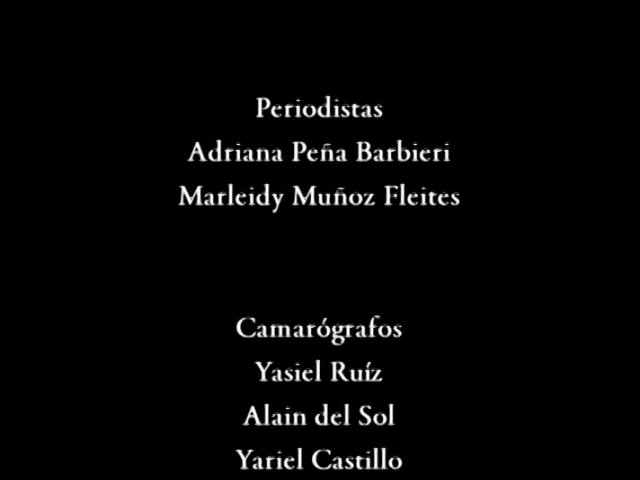 Periodistas
Adriana Peña Barbieri
Marleidy Muñoz Fleites
Camarógrafos
Yasiel Ruíz
Alain del Sol
Yariel Castillo